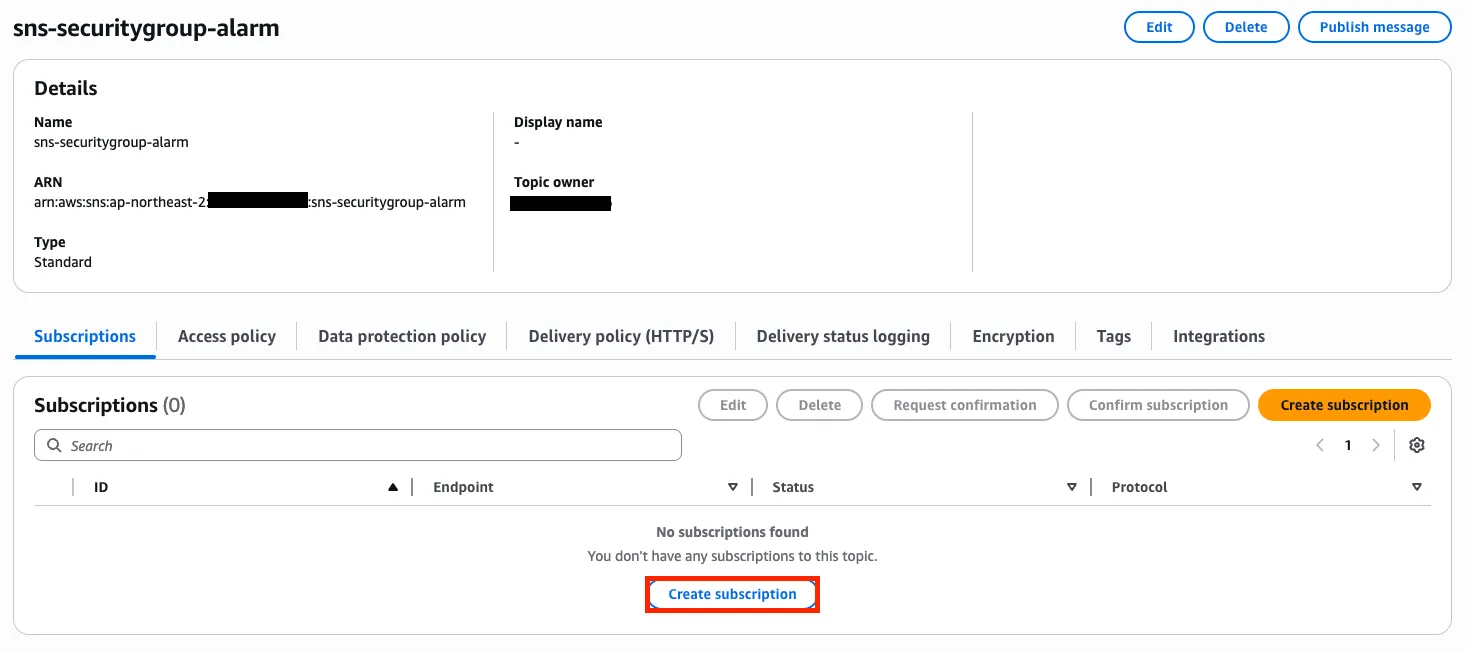 sns-securitygroup-alarm
Edit
Delete
Publish message
Details
Name
sns-securitygroup-alarm
Display name
-
ARN
arn:aws:sns:ap-northeast-2: :sns-securitygroup-alarm
Topic owner
Type
Standard
Subscriptions
Access policy
Data protection policy
Delivery policy (HTTP/S)
Delivery status logging
Encryption
Tags
Integrations
Subscriptions (0)
Edit
Delete
Request confirmation
Confirm subscription
Create subscription
Search
1
ID
Endpoint
Status
Protocol
No subscriptions found
You don't have any subscriptions to this topic.
Create subscription